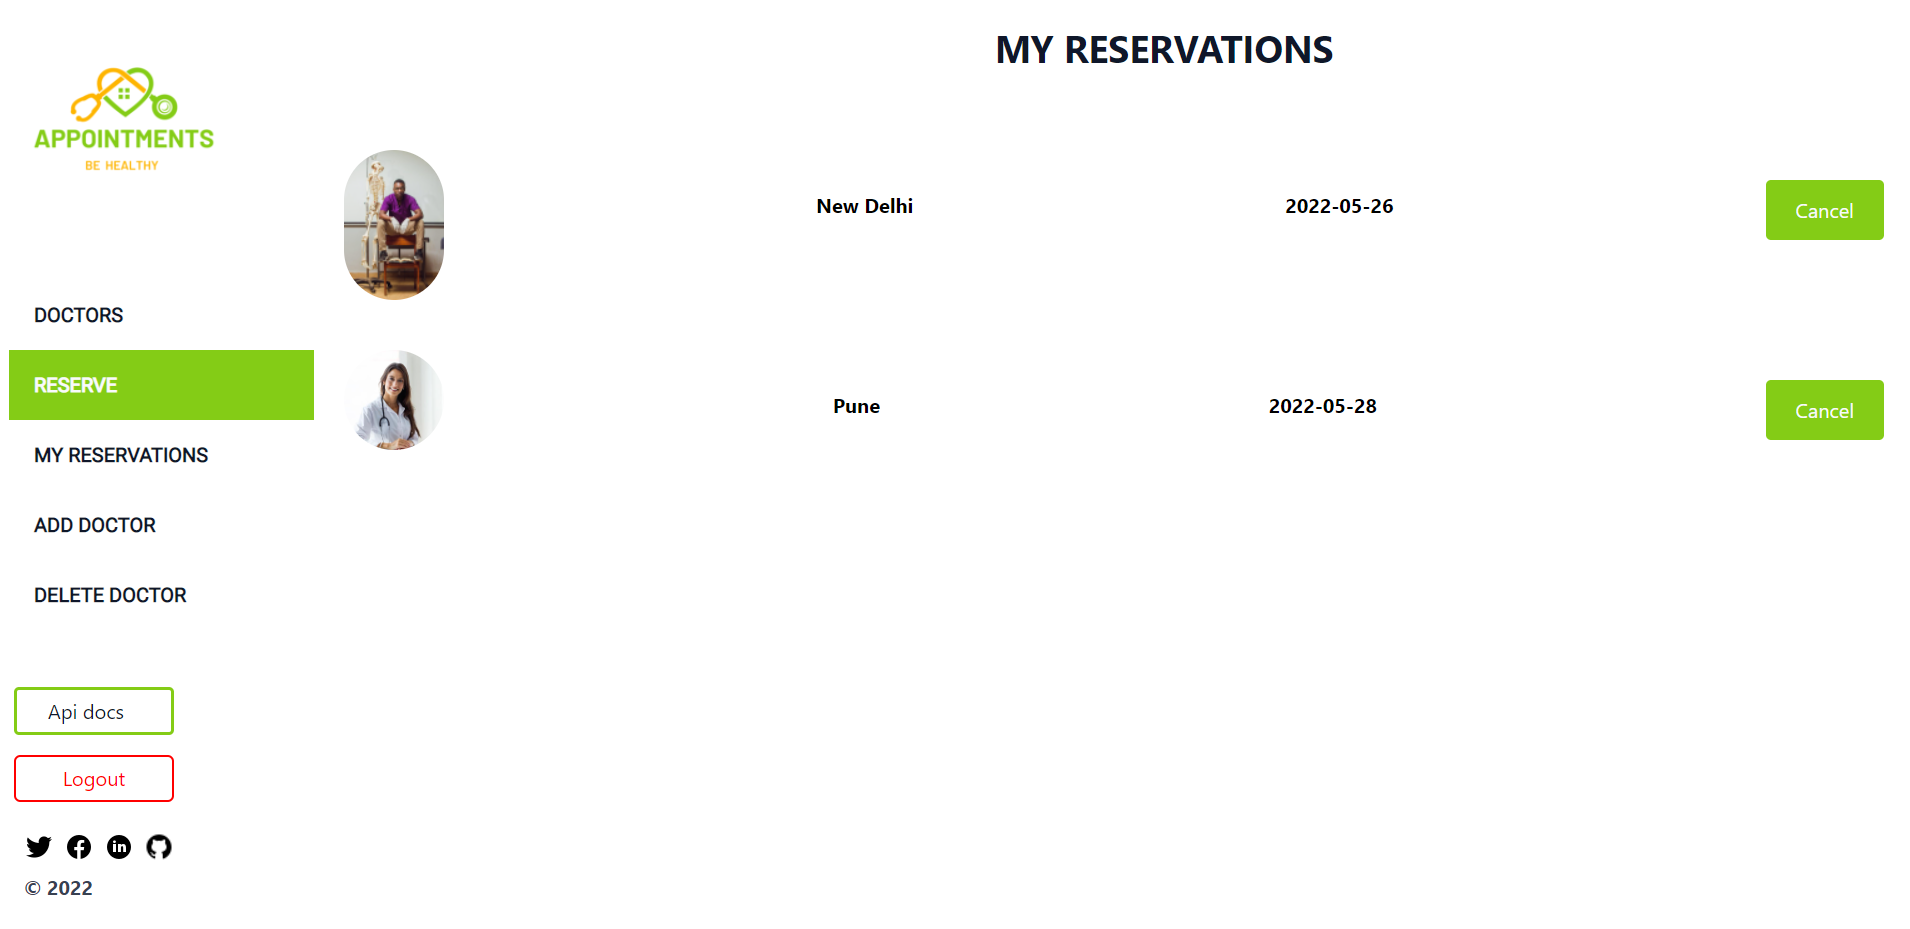 APPOINTMENTS
BE HEALTHY
DOCTORS
RESERVE
MY RESERVATIONS
ADD DOCTOR
DELETE DOCTOR
Api docs
Logout
© 2022
MY RESERVATIONS
New Delhi 2022-05-26 Cancel
Pune 2022-05-28 Cancel